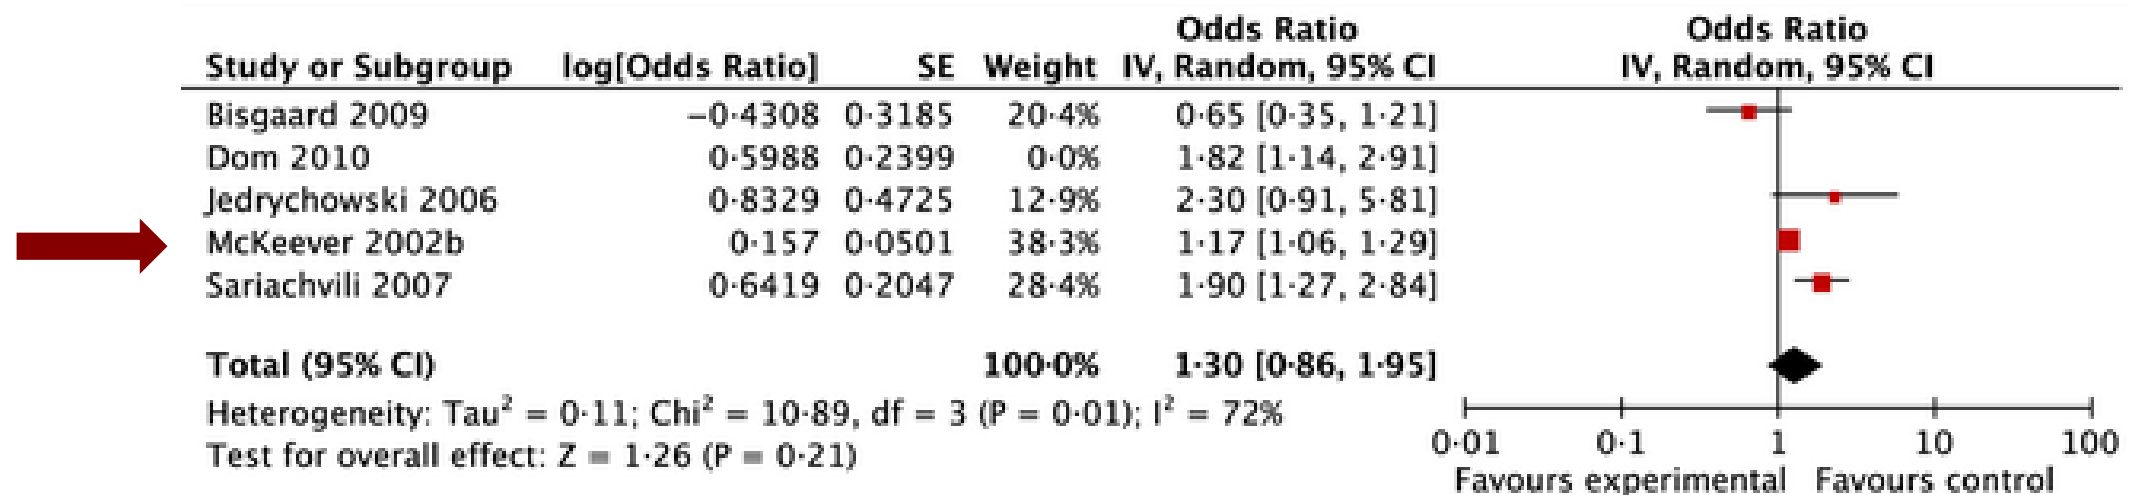 Odds Ratio Odds Ratio
Study or Subgroup log[Odds Ratio] SE Weight IV, Random, 95% CI IV, Random, 95% CI
Bisgaard 2009 −0·4308 0·3185 20·4% 0·65 [0·35, 1·21]
Dom 2010 0·5988 0·2399 0·0% 1·82 [1·14, 2·91]
Jedrychowski 2006 0·8329 0·4725 12·9% 2·30 [0·91, 5·81]
McKeever 2002b 0·157 0·0501 38·3% 1·17 [1·06, 1·29]
Sariachvili 2007 0·6419 0·2047 28·4% 1·90 [1·27, 2·84]
Total (95% CI) 100·0% 1·30 [0·86, 1·95]
Heterogeneity: Tau² = 0·11; Chi² = 10·89, df = 3 (P = 0·01); I² = 72%
Test for overall effect: Z = 1·26 (P = 0·21)
0·01 0·1 1 10 100
Favours experimental Favours control